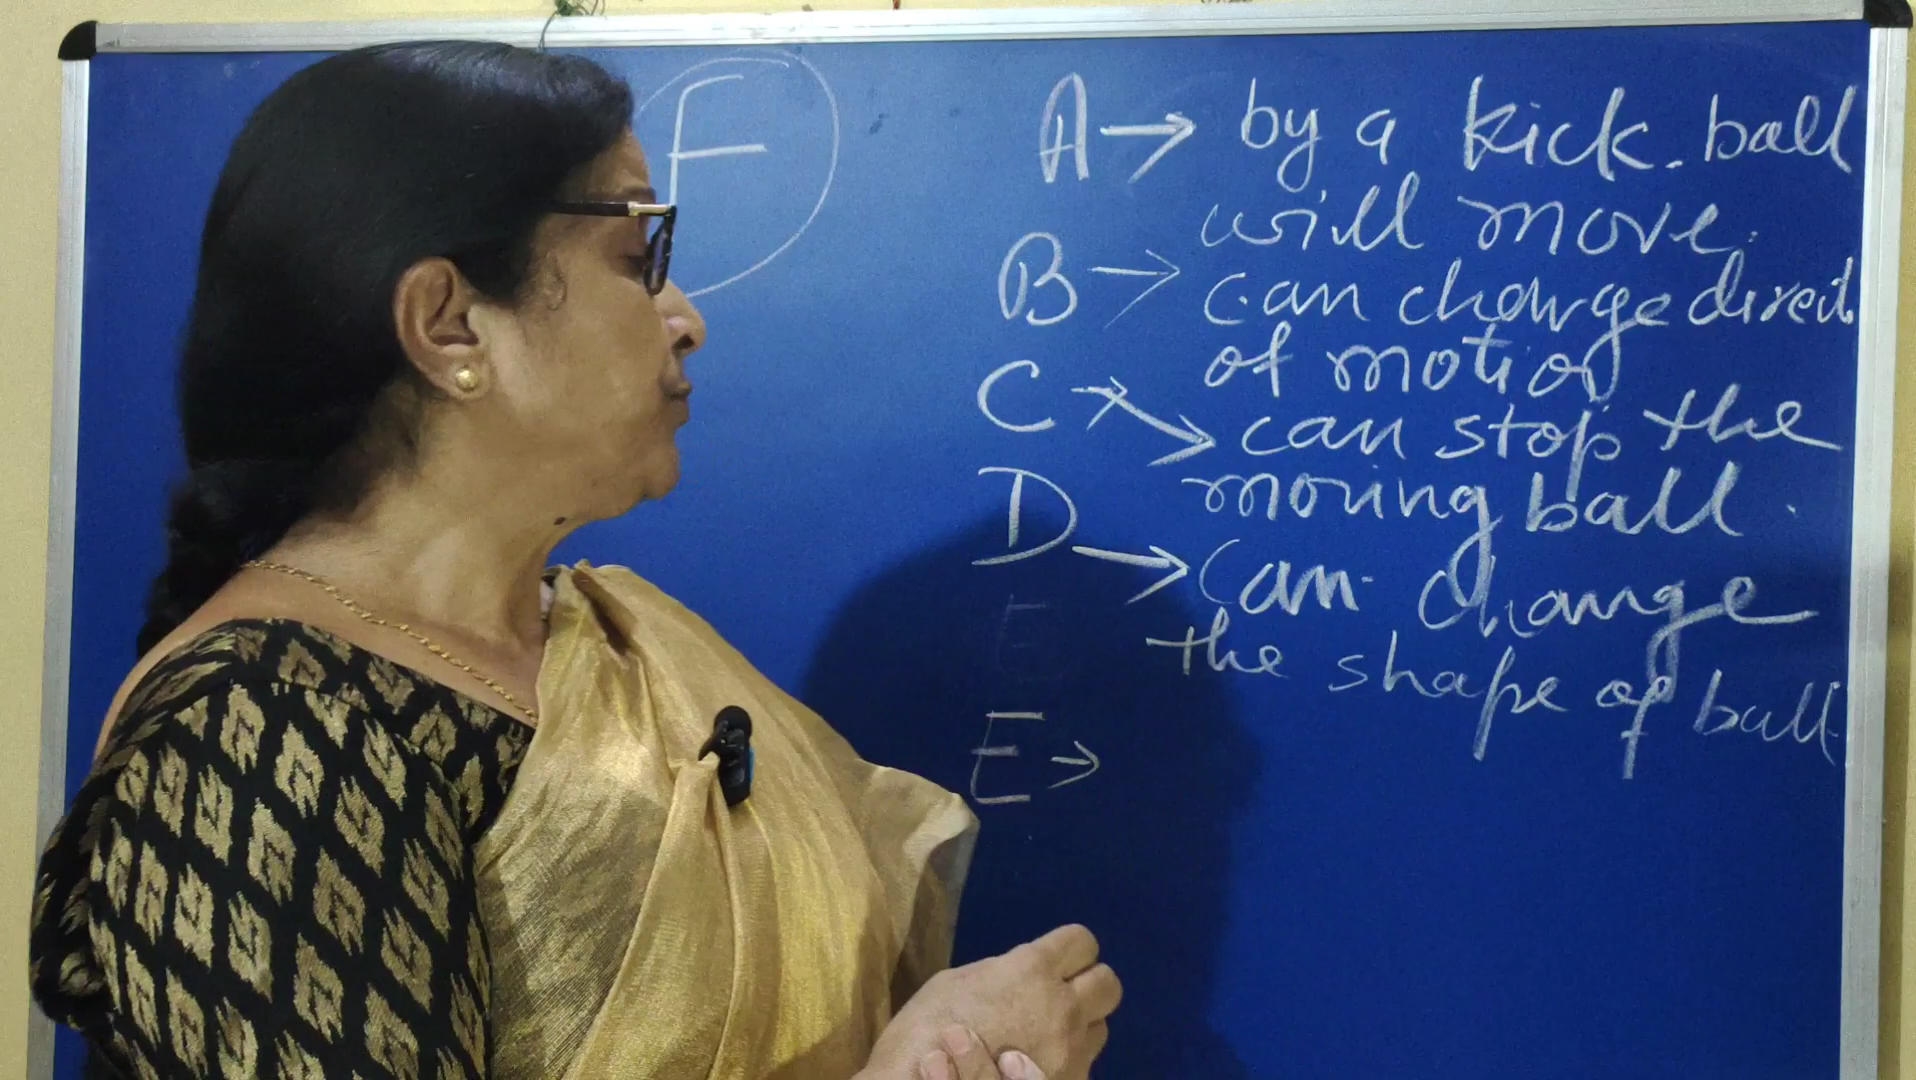 F
A → by a kick. ball
will move.
B → can change direct
of motion
C → can stop the
moving ball.
D → can change
the shape of ball
E
E →